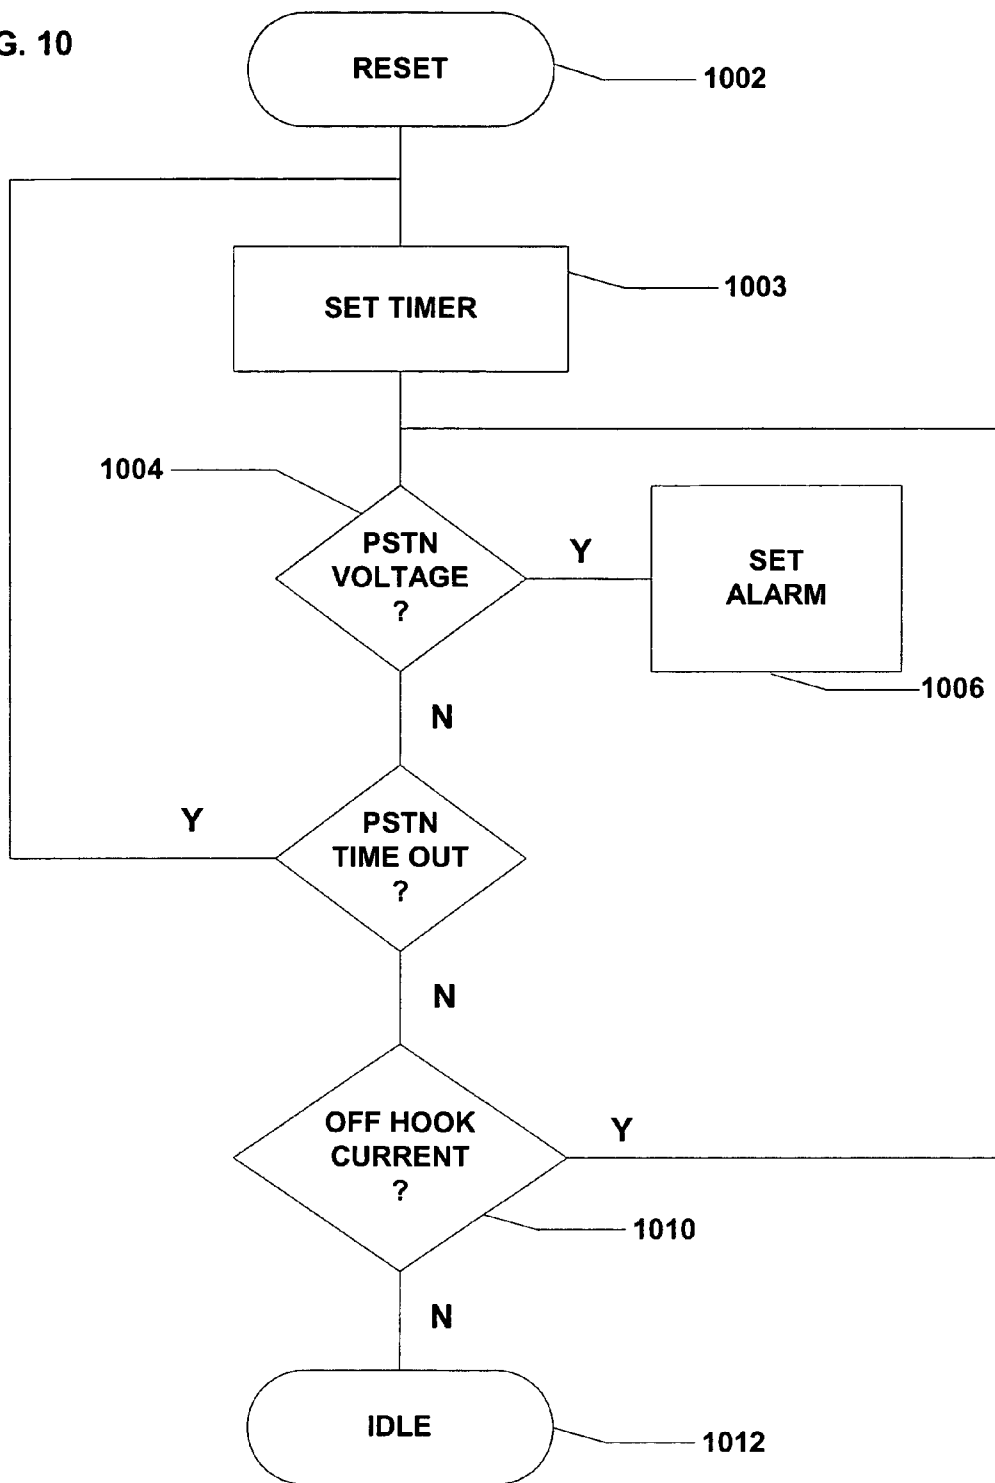 G. 10
RESET
1002
SET TIMER
1003
1004
PSTN
VOLTAGE
?
Y
SET
ALARM
1006
N
Y
PSTN
TIME OUT
?
N
OFF HOOK
CURRENT
?
Y
1010
N
IDLE
1012